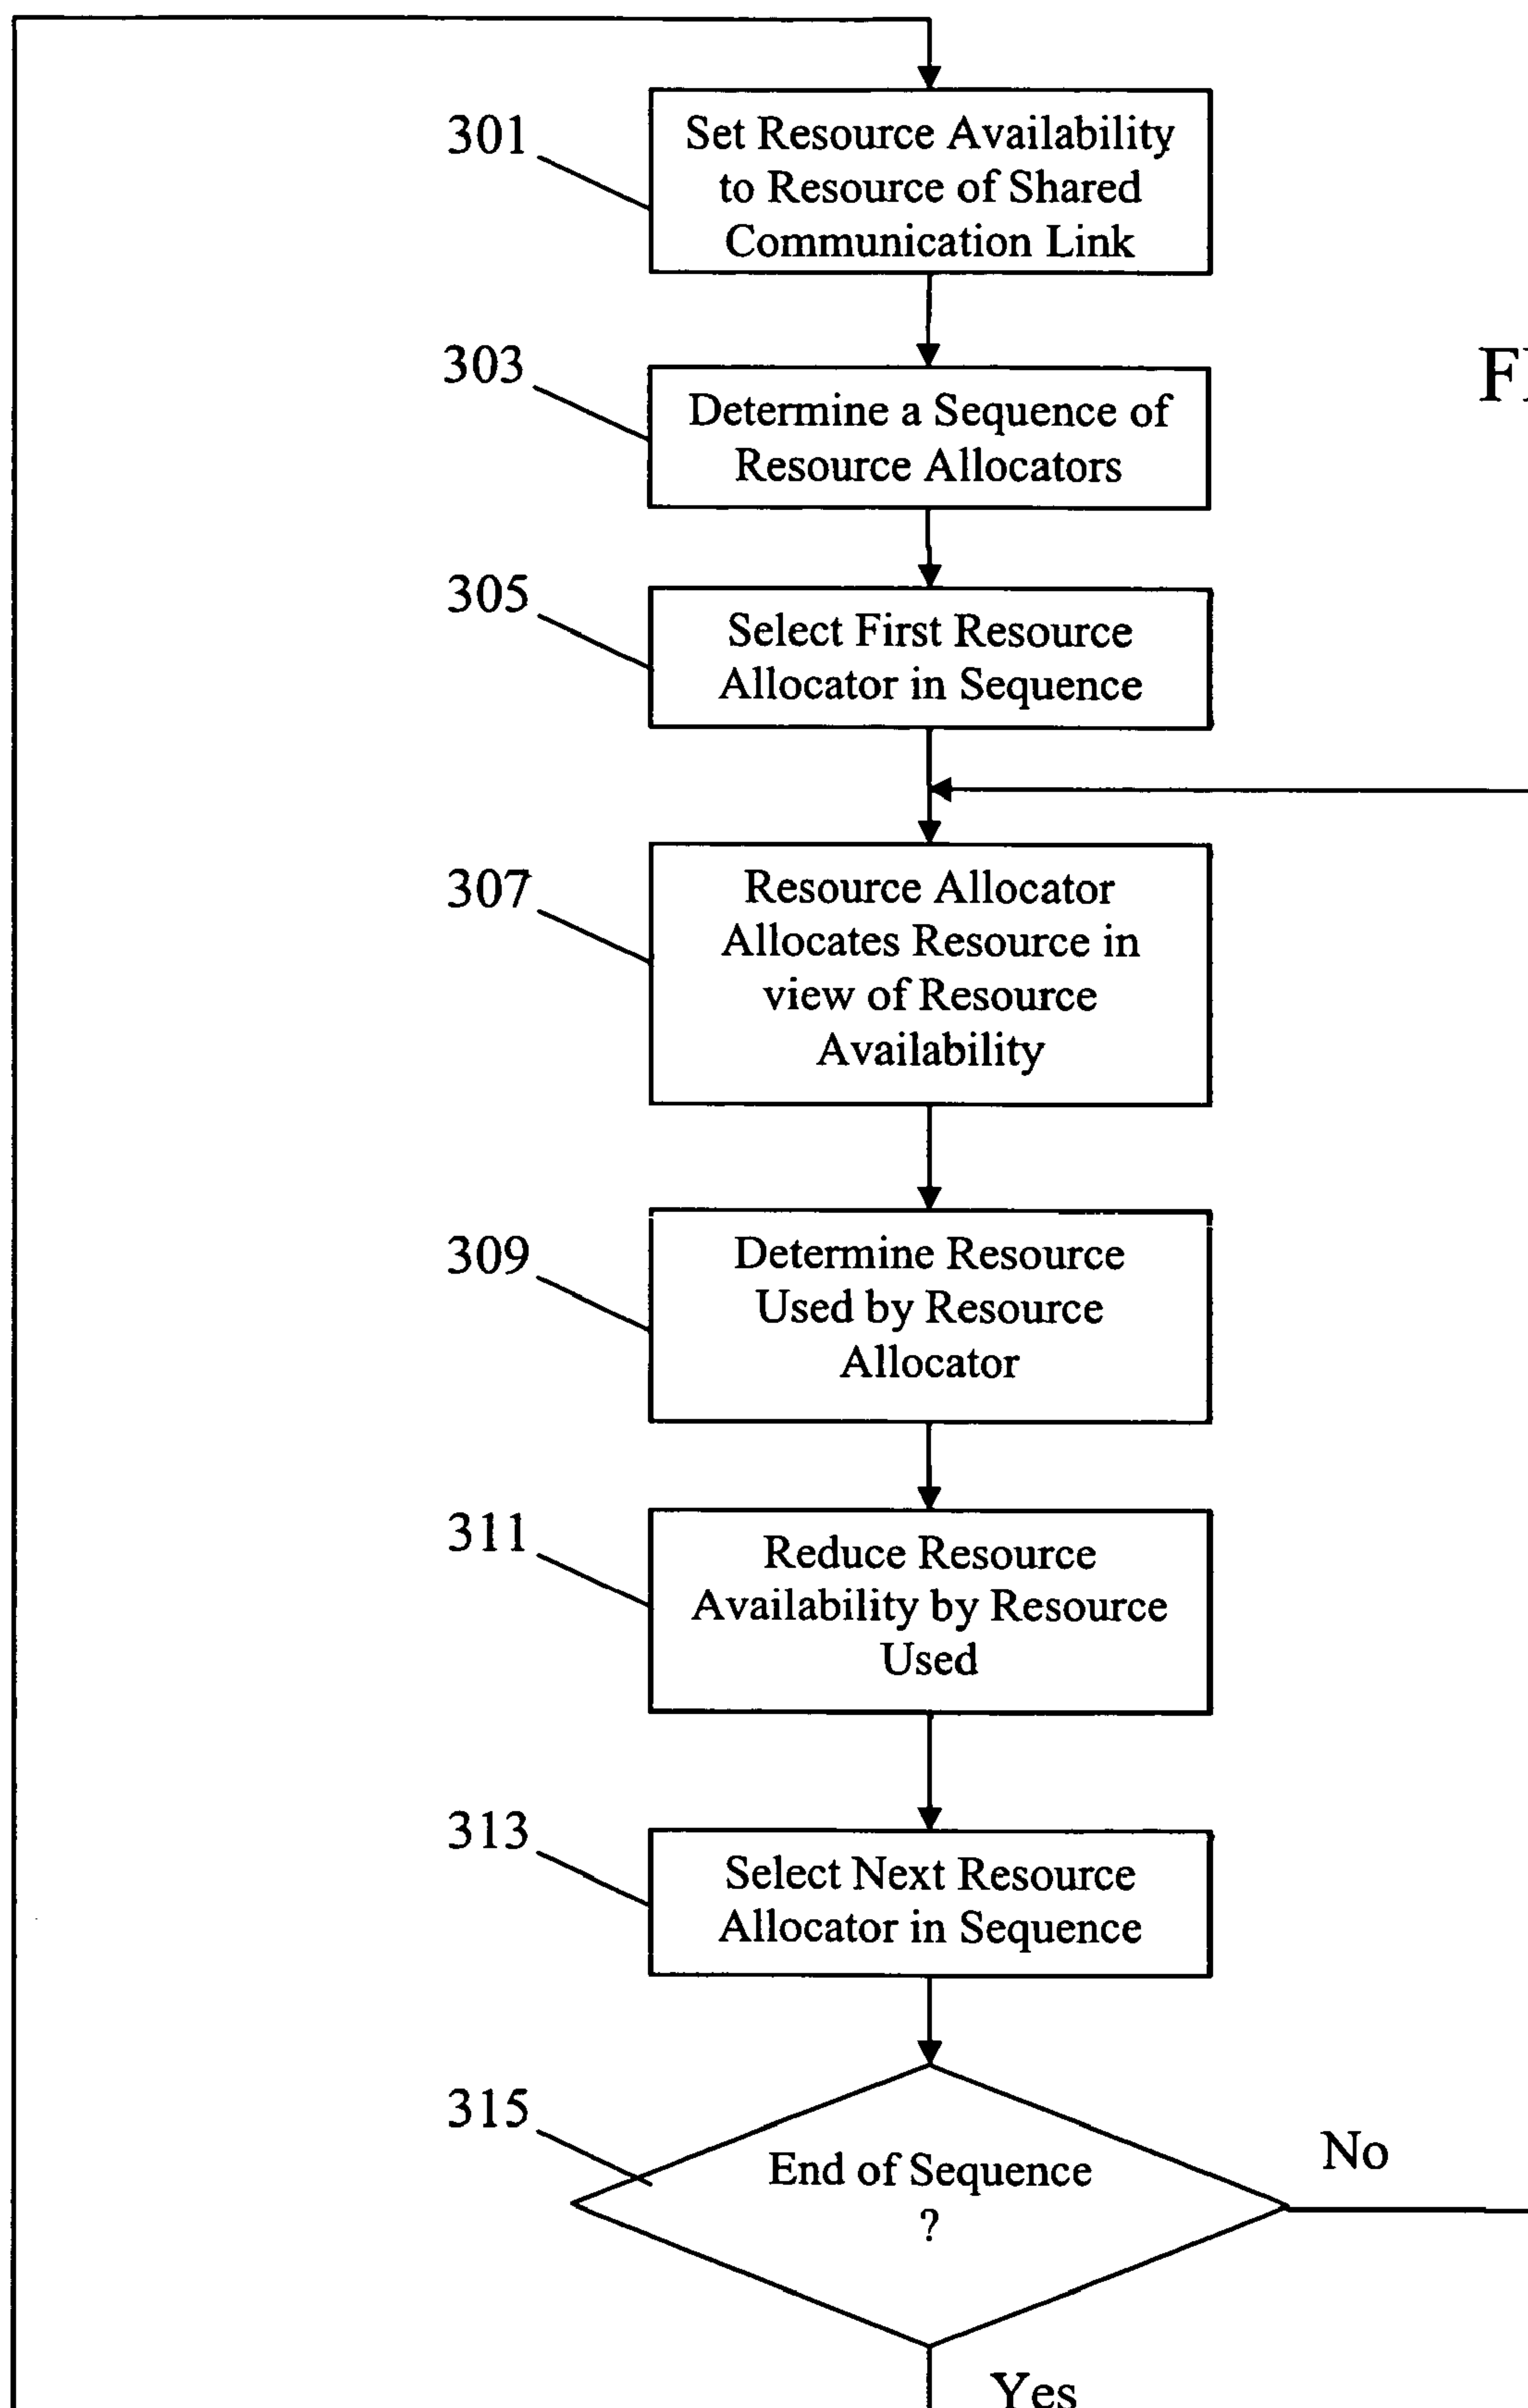 301
Set Resource Availability
to Resource of Shared
Communication Link
303
Determine a Sequence of
Resource Allocators
305
Select First Resource
Allocator in Sequence
307
Resource Allocator
Allocates Resource in
view of Resource
Availability
309
Determine Resource
Used by Resource
Allocator
311
Reduce Resource
Availability by Resource
Used
313
Select Next Resource
Allocator in Sequence
315
End of Sequence
?
No
Yes